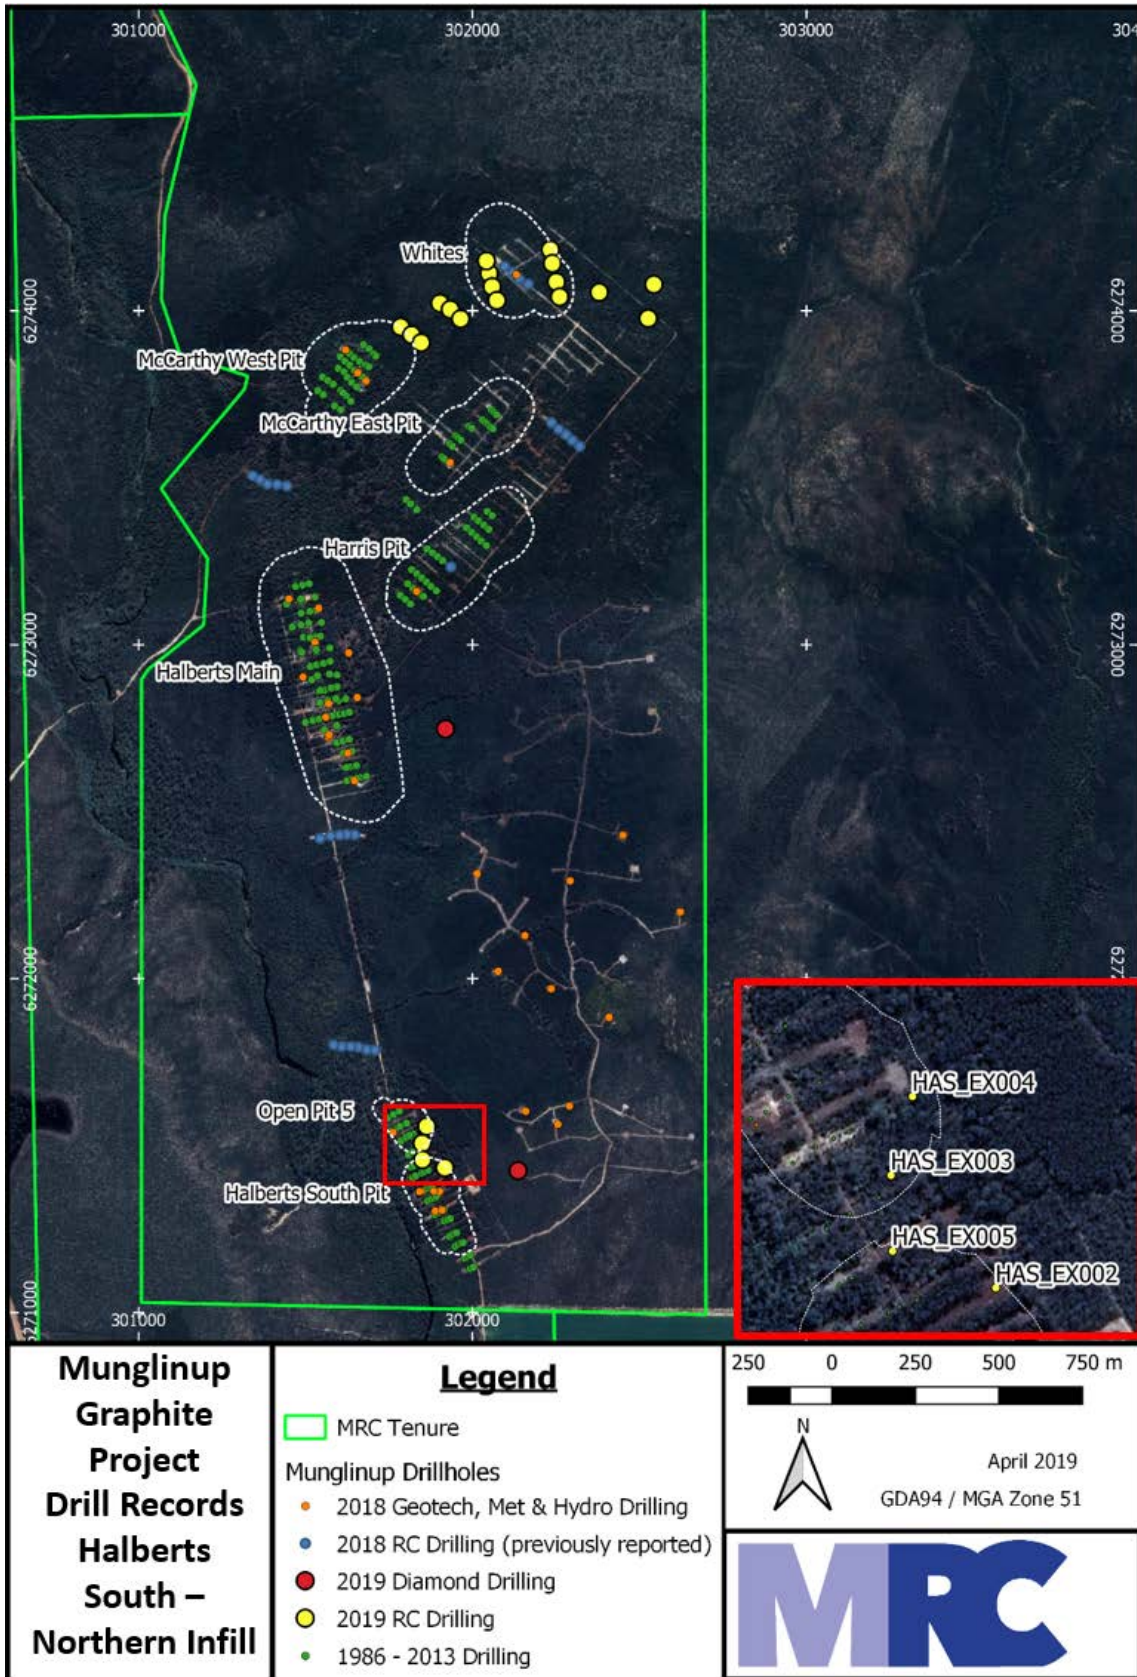 301000
302000
303000
304
Whites
6274000
6274000
McCarthy West Pit
McCarthy East Pit
Harris Pit
6273000
6273000
Halberts Main
6272000
6272
Open Pit 5
Halberts South Pit
HAS_EX004
HAS_EX003
HAS_EX005
HAS_EX002
6271000
301000
302000
Munglinup
Graphite
Project
Drill Records
Halberts
South –
Northern Infill
Legend
MRC Tenure
Munglinup Drillholes
2018 Geotech, Met & Hydro Drilling
2018 RC Drilling (previously reported)
2019 Diamond Drilling
2019 RC Drilling
1986 - 2013 Drilling
250 0 250 500 750 m
N
April 2019
GDA94 / MGA Zone 51
MRC